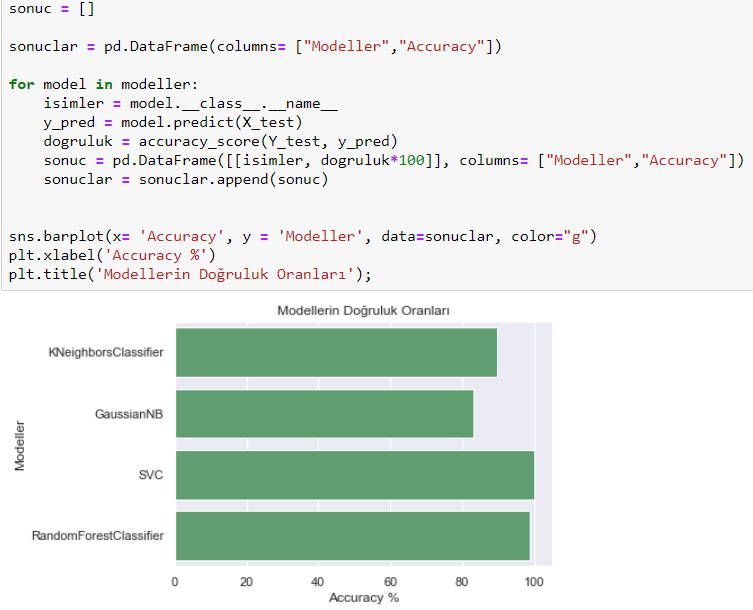 sonuc = []
sonuclar = pd.DataFrame(columns= ["Modeller","Accuracy"])
for model in modeller:
    isimler = model.__class__.__name__
    y_pred = model.predict(X_test)
    dogruluk = accuracy_score(Y_test, y_pred)
    sonuc = pd.DataFrame([[isimler, dogruluk*100]], columns= ["Modeller","Accuracy"])
    sonuclar = sonuclar.append(sonuc)
sns.barplot(x= 'Accuracy', y = 'Modeller', data=sonuclar, color="g")
plt.xlabel('Accuracy %')
plt.title('Modellerin Doğruluk Oranları');
Modellerin Doğruluk Oranları
Modeller
KNeighborsClassifier
GaussianNB
SVC
RandomForestClassifier
0 20 40 60 80 100
Accuracy %